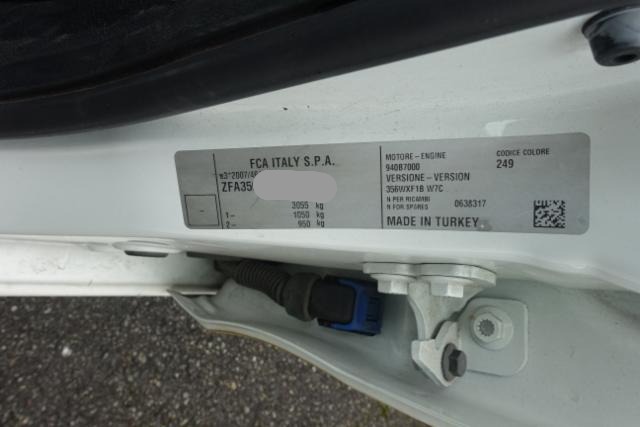 FCA ITALY S.P.A.
ZFA35
3055 kg
1– 1050 kg
2– 950 kg
MOTORE – ENGINE
940B7000
VERSIONE – VERSION
356WXF1B W7C
N PER RICAMBI
N FOR SPARES 0638317
MADE IN TURKEY
CODICE COLORE
249